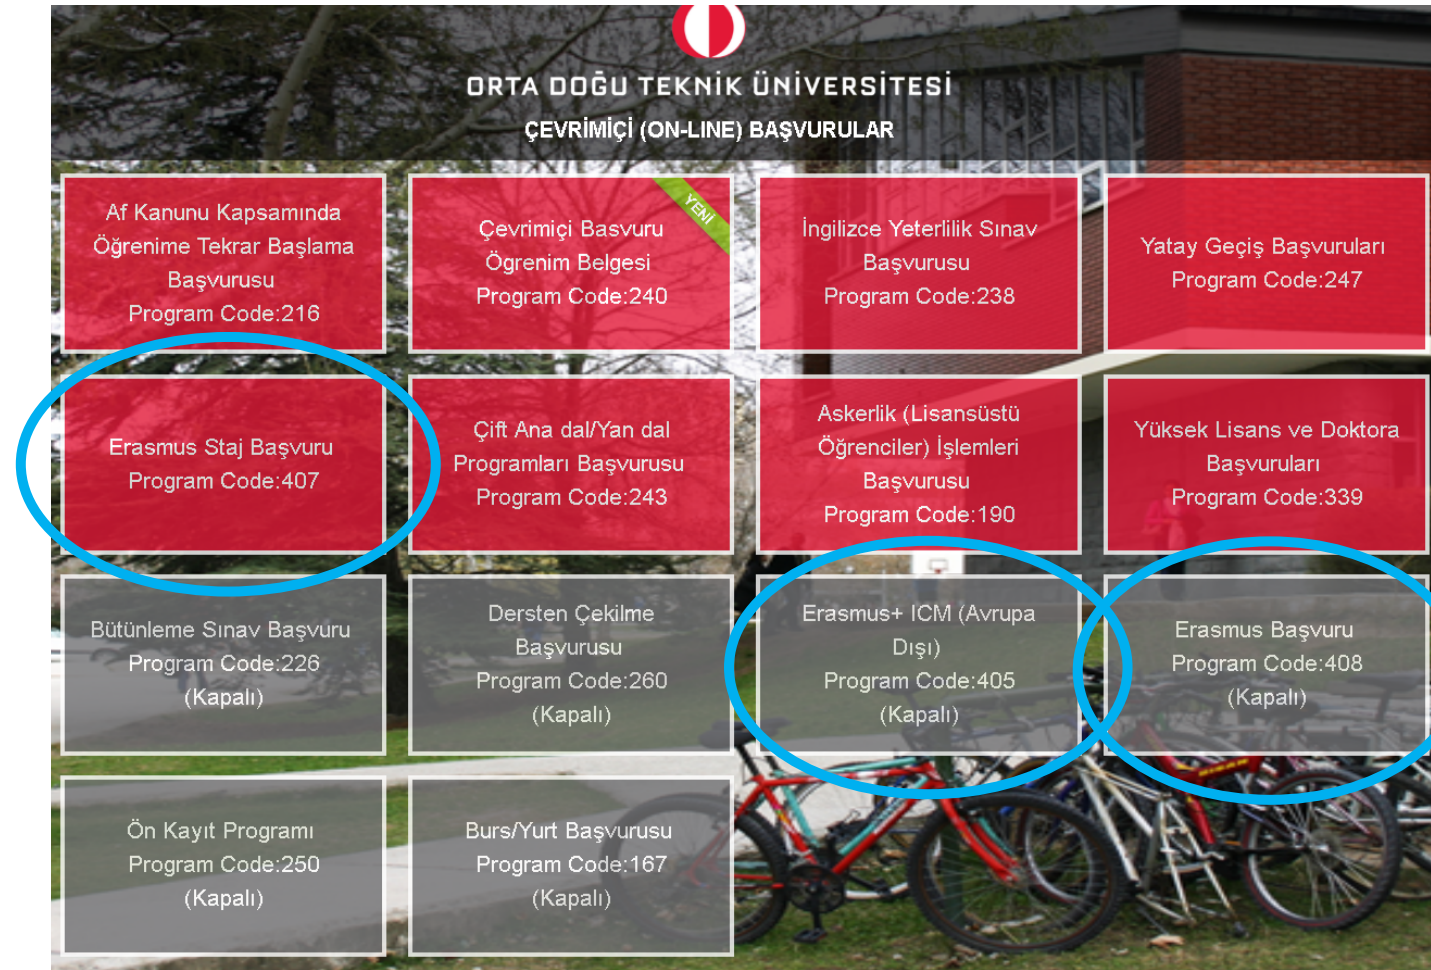 ORTA DOĞU TEKNİK ÜNİVERSİTESİ
ÇEVRİMİÇİ (ON-LINE) BAŞVURULAR
Af Kanunu Kapsamında
Öğrenime Tekrar Başlama
Başvurusu
Program Code:216
YENİ
Çevrimiçi Basvuru
Ögrenim Belgesi
Program Code:240
İngilizce Yeterlilik Sınav
Başvurusu
Program Code:238
Yatay Geçiş Başvuruları
Program Code:247
Erasmus Staj Başvuru
Program Code:407
Çift Ana dal/Yan dal
Programları Başvurusu
Program Code:243
Askerlik (Lisansüstü
Öğrenciler) İşlemleri
Başvurusu
Program Code:190
Yüksek Lisans ve Doktora
Başvuruları
Program Code:339
Bütünleme Sınav Başvuru
Program Code:226
(Kapalı)
Dersten Çekilme
Başvurusu
Program Code:260
(Kapalı)
Erasmus+ ICM (Avrupa
Dışı)
Program Code:405
(Kapalı)
Erasmus Başvuru
Program Code:408
(Kapalı)
Ön Kayıt Programı
Program Code:250
(Kapalı)
Burs/Yurt Başvurusu
Program Code:167
(Kapalı)